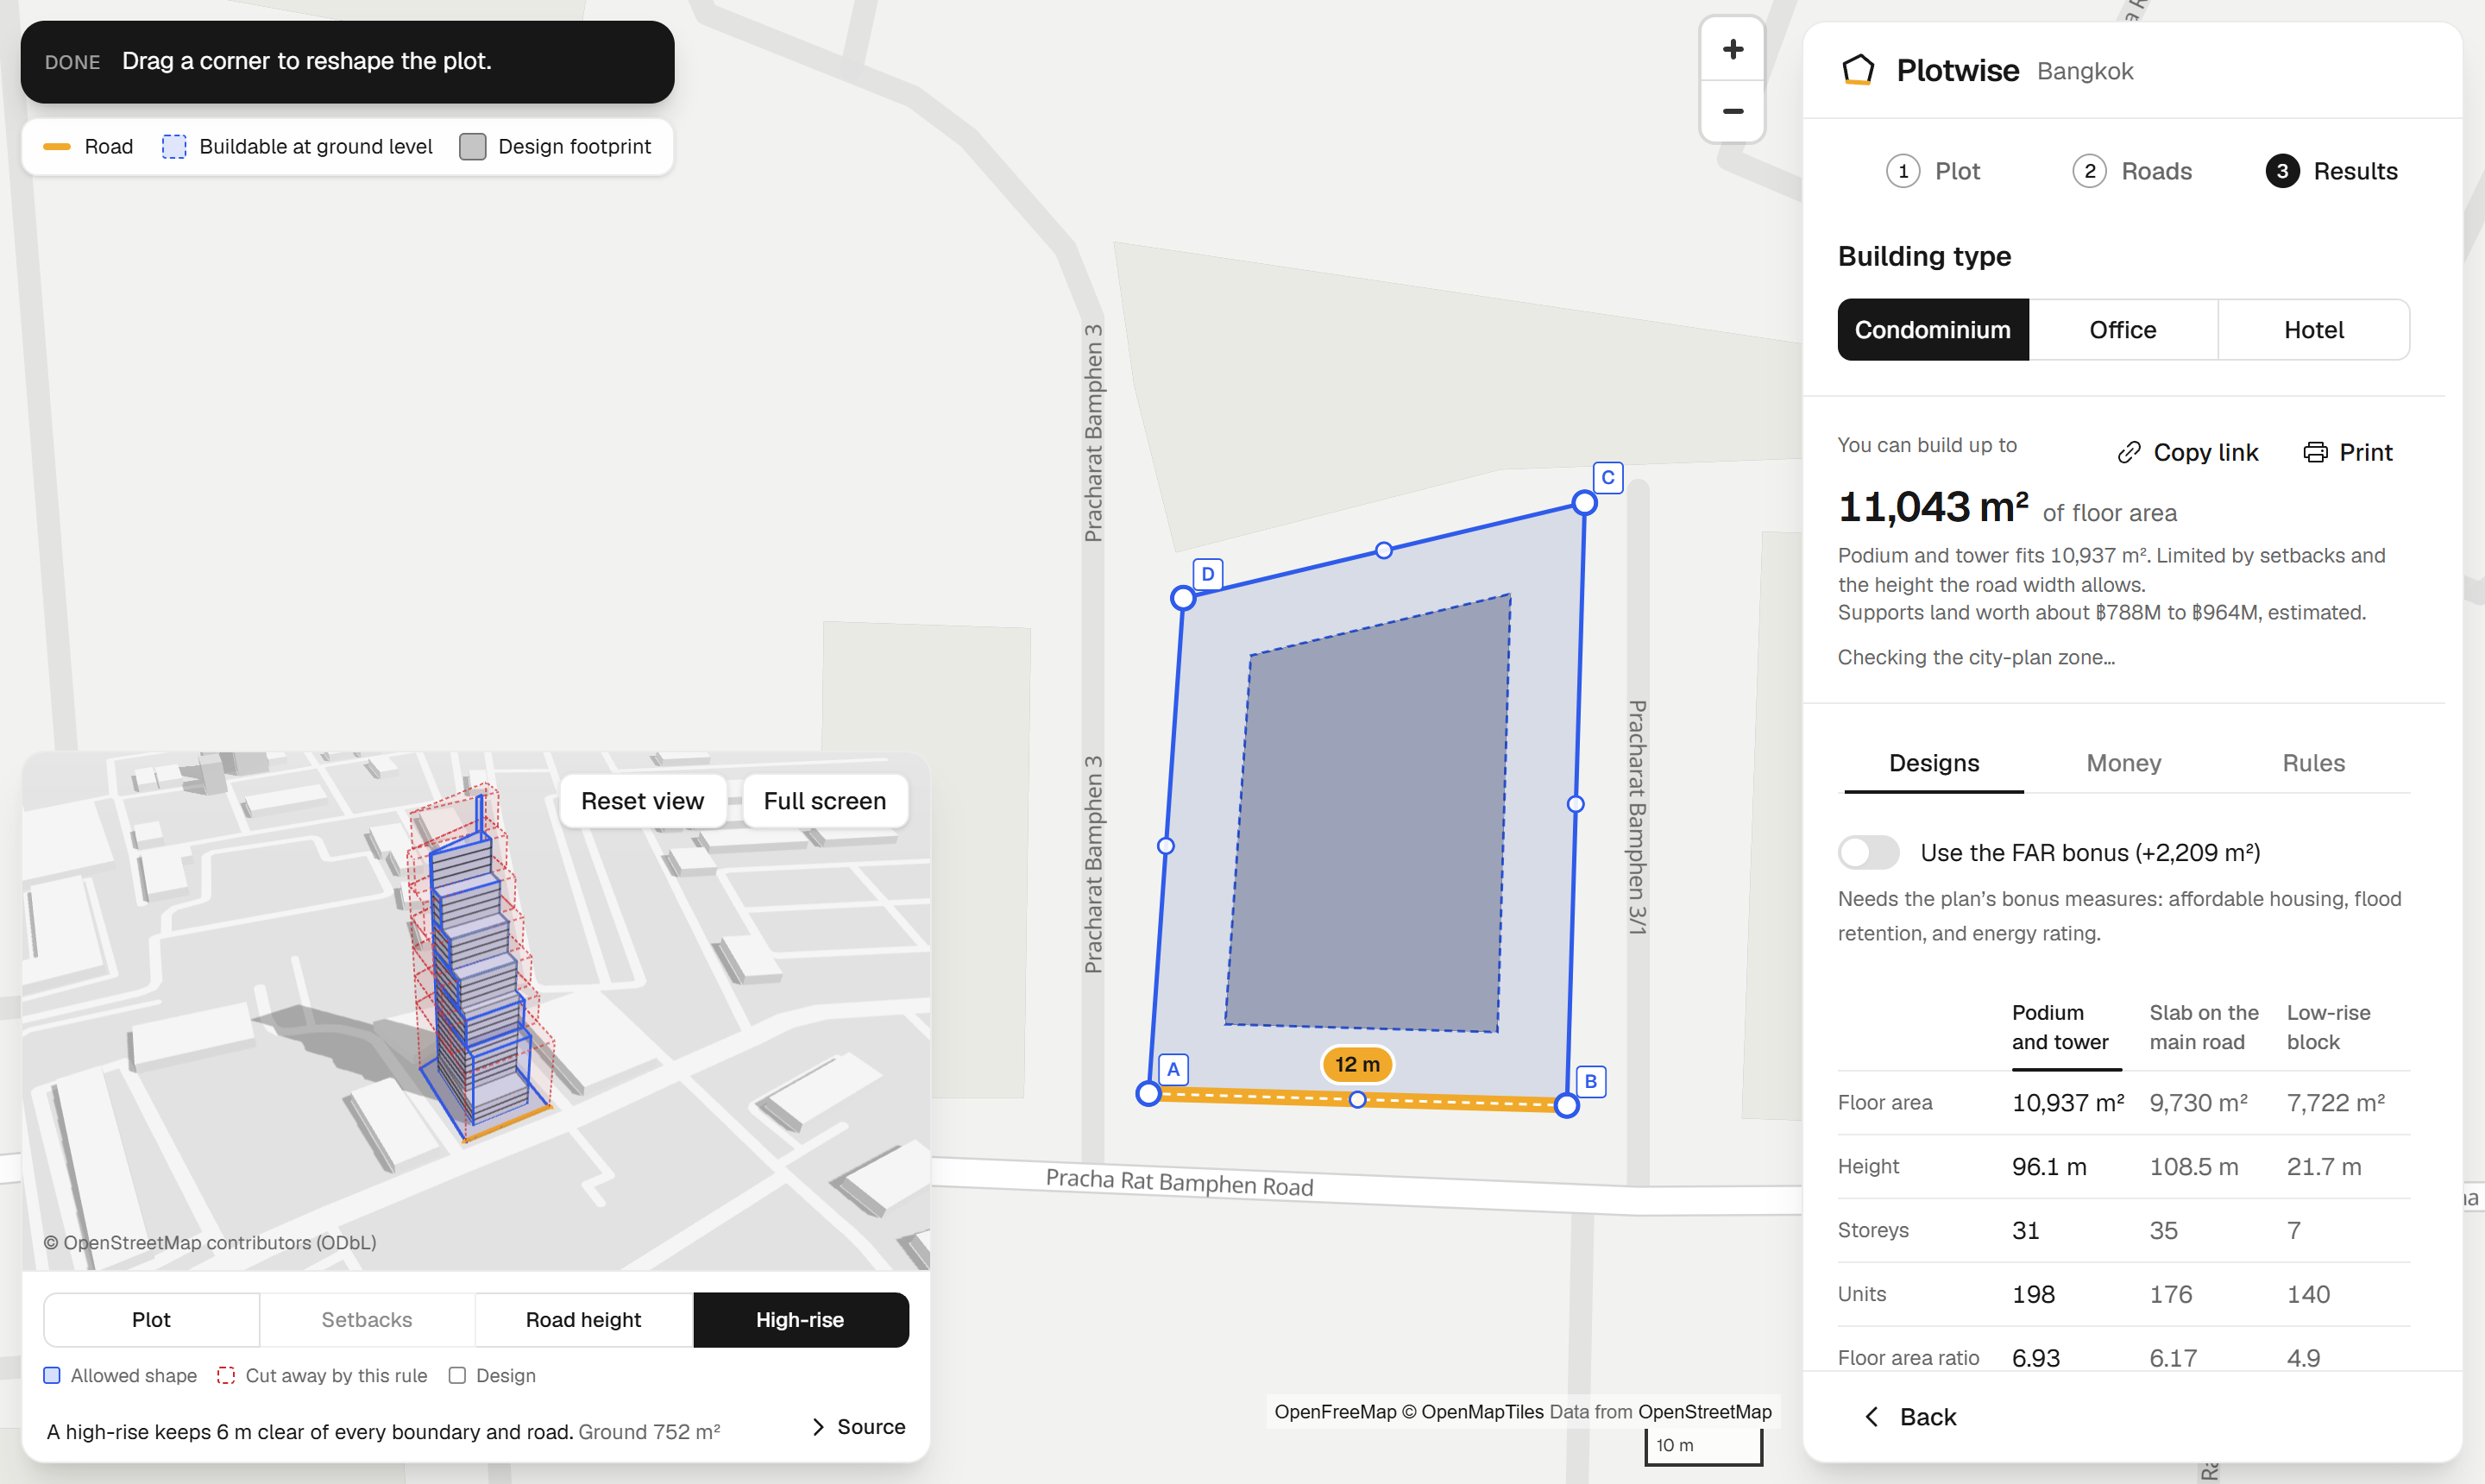 DONE Drag a corner to reshape the plot.
Road
Buildable at ground level
Design footprint
+
−
Pracharat Bamphen 3
Pracharat Bamphen 3
Pracharat Bamphen 3/1
Pracha Rat Bamphen Road
A
B
C
D
12 m
Reset view
Full screen
© OpenStreetMap contributors (ODbL)
Plot
Setbacks
Road height
High-rise
Allowed shape
Cut away by this rule
Design
A high-rise keeps 6 m clear of every boundary and road. Ground 752 m²
Source
OpenFreeMap © OpenMapTiles Data from OpenStreetMap
10 m
Plotwise Bangkok
1 Plot
2 Roads
3 Results
Building type
Condominium
Office
Hotel
You can build up to
Copy link
Print
11,043 m² of floor area
Podium and tower fits 10,937 m². Limited by setbacks and
the height the road width allows.
Supports land worth about ฿788M to ฿964M, estimated.
Checking the city-plan zone…
Designs
Money
Rules
Use the FAR bonus (+2,209 m²)
Needs the plan’s bonus measures: affordable housing, flood
retention, and energy rating.
Podium and tower
Slab on the main road
Low-rise block
Floor area 10,937 m² 9,730 m² 7,722 m²
Height 96.1 m 108.5 m 21.7 m
Storeys 31 35 7
Units 198 176 140
Floor area ratio 6.93 6.17 4.9
Back